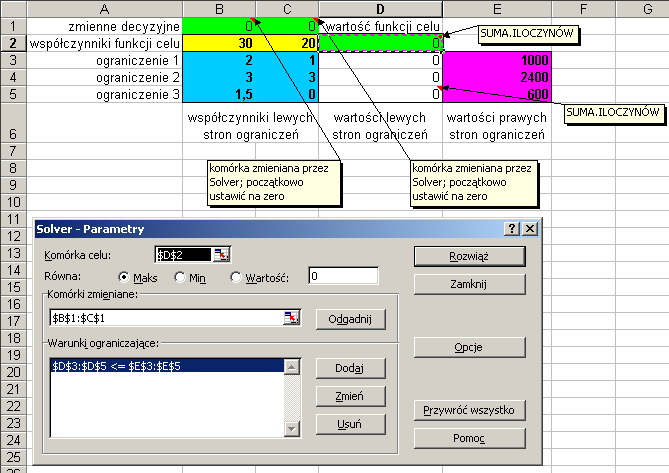 A B C D E F G
1 zmienne decyzyjne 0 0 wartość funkcji celu
SUMA.ILOCZYNÓW
2 współczynniki funkcji celu 30 20 0
3 ograniczenie 1 2 1 0 1000
4 ograniczenie 2 3 3 0 2400
5 ograniczenie 3 1,5 0 0 600
SUMA.ILOCZYNÓW
6 współczynniki lewych stron ograniczeń wartości lewych stron ograniczeń wartości prawych stron ograniczeń
7
8
9
10
komórka zmieniana przez
Solver; początkowo
ustawić na zero
komórka zmieniana przez
Solver; początkowo
ustawić na zero
11
12
13
14
15
16
17
18
19
20
21
22
23
24
Solver - Parametry
Komórka celu: $D$2 Rozwiąż
Równa: Maks Min Wartość: 0 Zamknij
Komórki zmieniane:
$B$1:$C$1 Odgadnij
Warunki ograniczające:
$D$3:$D$5 <= $E$3:$E$5 Dodaj
Zmień
Usuń
Opcje
Przywróć wszystko
Pomoc